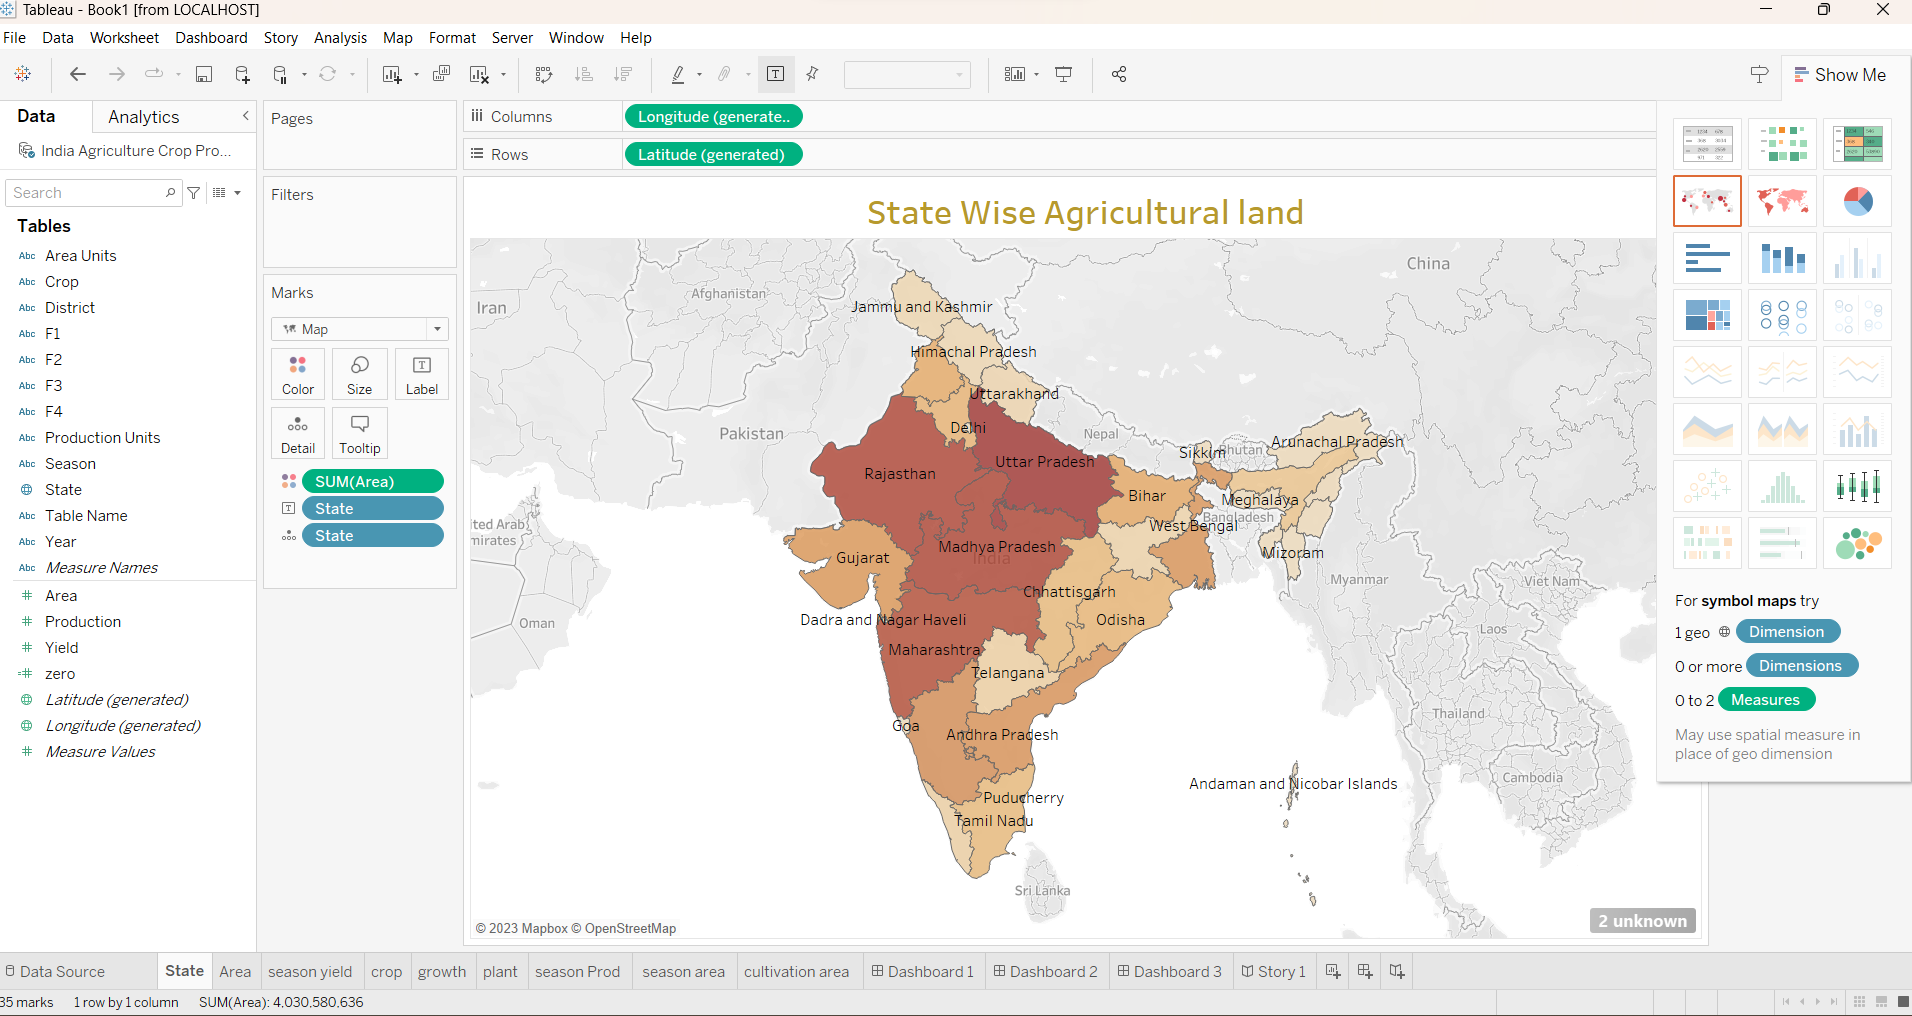 Tableau - Book1 [from LOCALHOST]
File Data Worksheet Dashboard Story Analysis Map Format Server Window Help
Show Me
Data Analytics
India Agriculture Crop Pro...
Search
Tables
Abc Area Units
Abc Crop
Abc District
Abc F1
Abc F2
Abc F3
Abc F4
Abc Production Units
Abc Season
State
Abc Table Name
Abc Year
Abc Measure Names
# Area
# Production
# Yield
=# zero
Latitude (generated)
Longitude (generated)
# Measure Values
Pages
Filters
Marks
Map
Color Size Label
Detail Tooltip
SUM(Area)
State
State
Columns Longitude (generate..
Rows Latitude (generated)
State Wise Agricultural land
China
Afghanistan
Iran
Jammu and Kashmir
Himachal Pradesh
Uttarakhand
Delhi
Pakistan
Nepal
Arunachal Pradesh
Sikkim
Bhutan
Uttar Pradesh
Rajasthan
Bihar
Meghalaya
Bangladesh
West Bengal
ted Arab
mirates
Madhya Pradesh
India
Gujarat
Mizoram
Myanmar
Viet Nam
Chhattisgarh
Dadra and Nagar Haveli
Odisha
Oman
Laos
Maharashtra
Telangana
Thailand
Goa
Andhra Pradesh
Cambodia
Andaman and Nicobar Islands
Puducherry
Tamil Nadu
Sri Lanka
2 unknown
© 2023 Mapbox © OpenStreetMap
For symbol maps try
1 geo Dimension
0 or more Dimensions
0 to 2 Measures
May use spatial measure in
place of geo dimension
Data Source State Area season yield crop growth plant season Prod season area cultivation area Dashboard 1 Dashboard 2 Dashboard 3 Story 1
35 marks 1 row by 1 column SUM(Area): 4,030,580,636